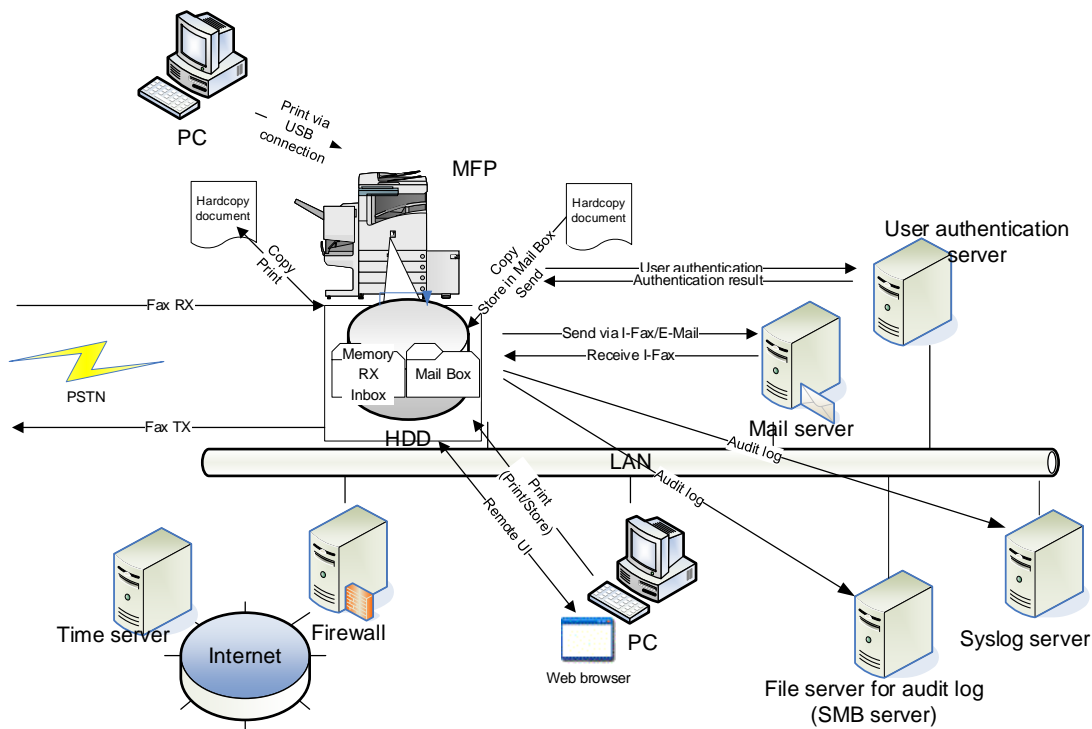 PC
Print via
USB
connection
MFP
Hardcopy
document
Hardcopy
document
Copy
Print
Copy
Store in Mail Box
Send
User authentication
server
User authentication
Authentication result
Fax RX
Send via I-Fax/E-Mail
Receive I-Fax
Memory
RX
Inbox
Mail Box
PSTN
Fax TX
HDD
Mail server
LAN
Audit log
Audit log
Print
(Print/Store)
Remote UI
Time server
Firewall
Internet
PC
Web browser
Syslog server
File server for audit log
(SMB server)